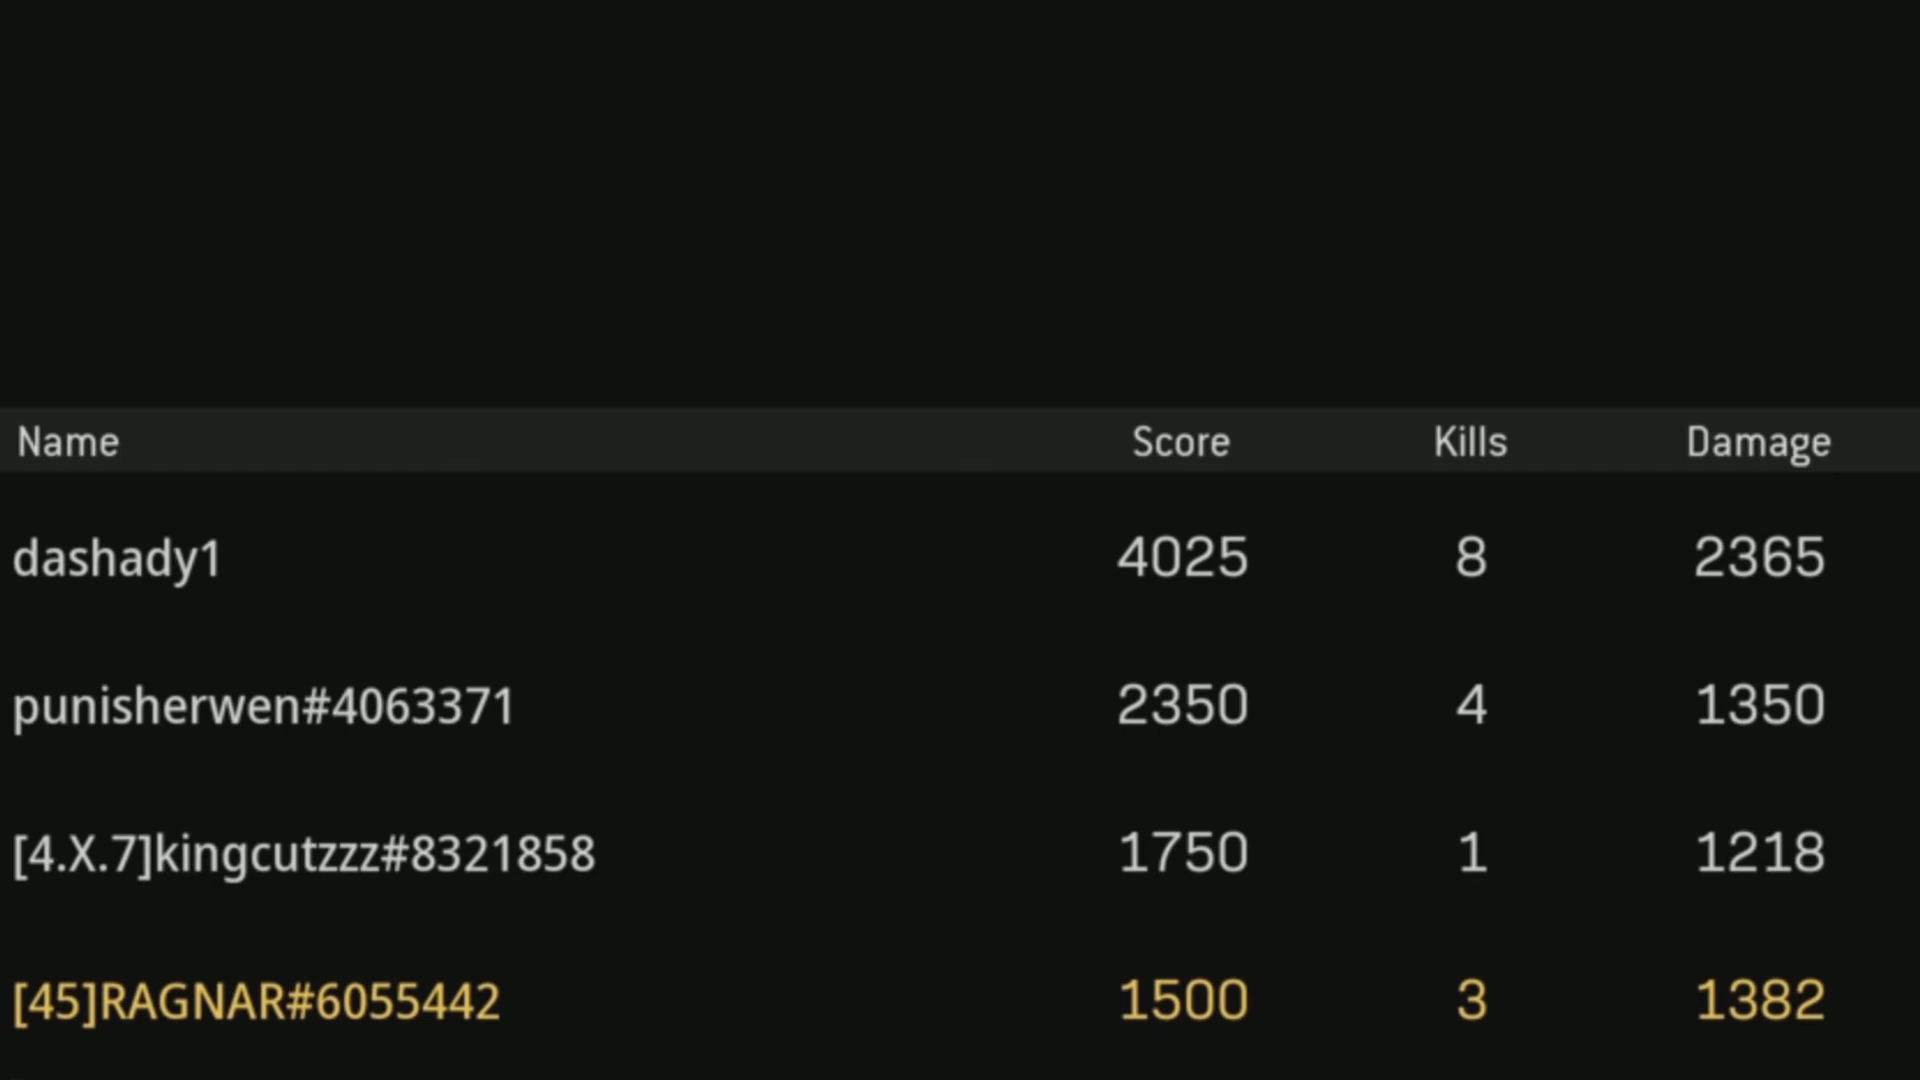 Name Score Kills Damage
dashady1 4025 8 2365
punisherwen#4063371 2350 4 1350
[4.X.7]kingcutzzz#8321858 1750 1 1218
[45]RAGNAR#6055442 1500 3 1382